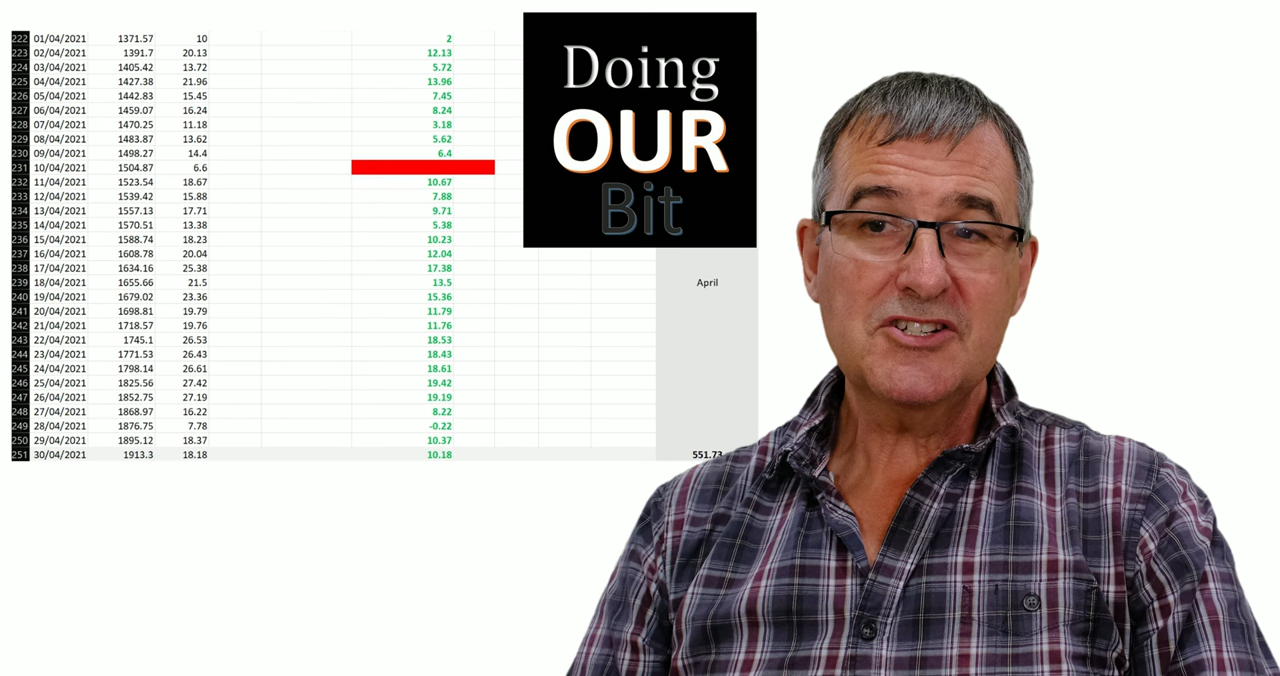 222 01/04/2021 1371.57 10 2
223 02/04/2021 1391.7 20.13 12.13
224 03/04/2021 1405.42 13.72 5.72
225 04/04/2021 1427.38 21.96 13.96
226 05/04/2021 1442.83 15.45 7.45
227 06/04/2021 1459.07 16.24 8.24
228 07/04/2021 1470.25 11.18 3.18
229 08/04/2021 1483.87 13.62 5.62
230 09/04/2021 1498.27 14.4 6.4
231 10/04/2021 1504.87 6.6
232 11/04/2021 1523.54 18.67 10.67
233 12/04/2021 1539.42 15.88 7.88
234 13/04/2021 1557.13 17.71 9.71
235 14/04/2021 1570.51 13.38 5.38
236 15/04/2021 1588.74 18.23 10.23
237 16/04/2021 1608.78 20.04 12.04
238 17/04/2021 1634.16 25.38 17.38
239 18/04/2021 1655.66 21.5 13.5 April
240 19/04/2021 1679.02 23.36 15.36
241 20/04/2021 1698.81 19.79 11.79
242 21/04/2021 1718.57 19.76 11.76
243 22/04/2021 1745.1 26.53 18.53
244 23/04/2021 1771.53 26.43 18.43
245 24/04/2021 1798.14 26.61 18.61
246 25/04/2021 1825.56 27.42 19.42
247 26/04/2021 1852.75 27.19 19.19
248 27/04/2021 1868.97 16.22 8.22
249 28/04/2021 1876.75 7.78 -0.22
250 29/04/2021 1895.12 18.37 10.37
251 30/04/2021 1913.3 18.18 10.18 551.73
Doing
OUR
Bit